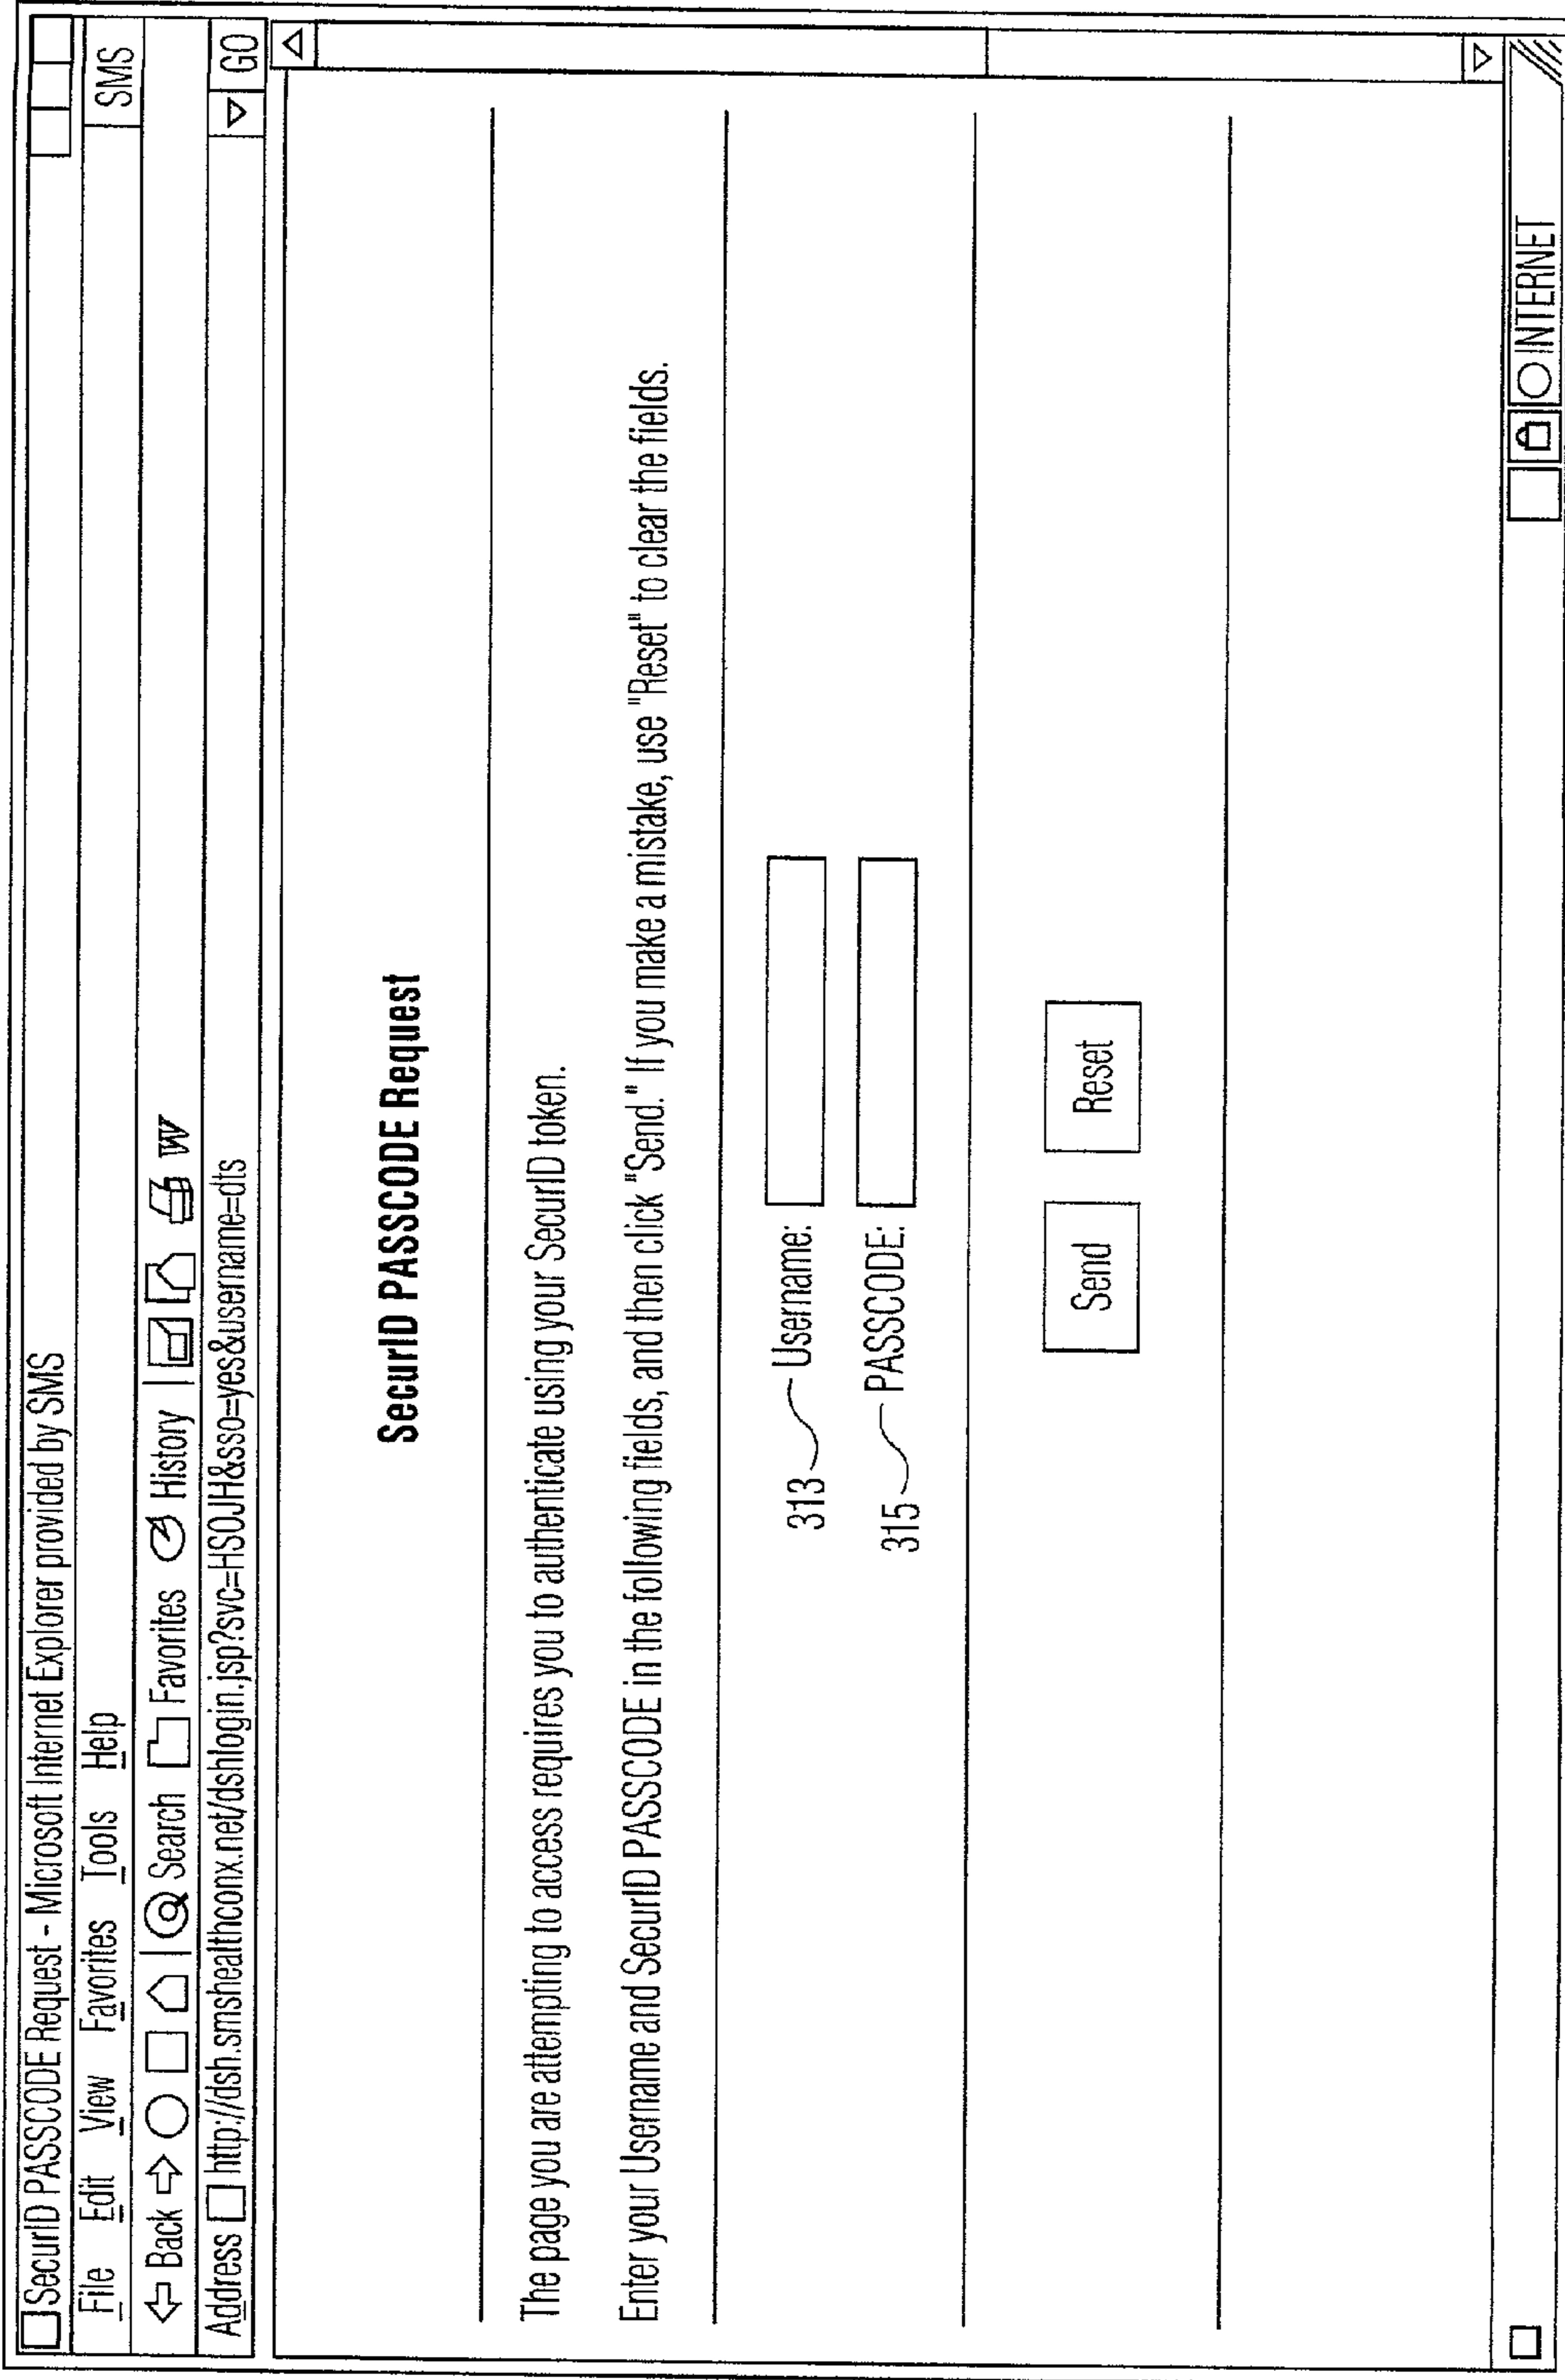 SecurID PASSCODE Request - Microsoft Internet Explorer provided by SMS
File Edit View Favorites Tools Help SMS
Back Search Favorites History W
Address http://dsh.smshealthconx.net/dshlogin.jsp?svc=HSOJH&sso=yes&username=dts GO
SecurID PASSCODE Request
The page you are attempting to access requires you to authenticate using your SecurID token.
Enter your Username and SecurID PASSCODE in the following fields, and then click "Send." If you make a mistake, use "Reset" to clear the fields.
313 Username:
315 PASSCODE:
Send Reset
INTERNET